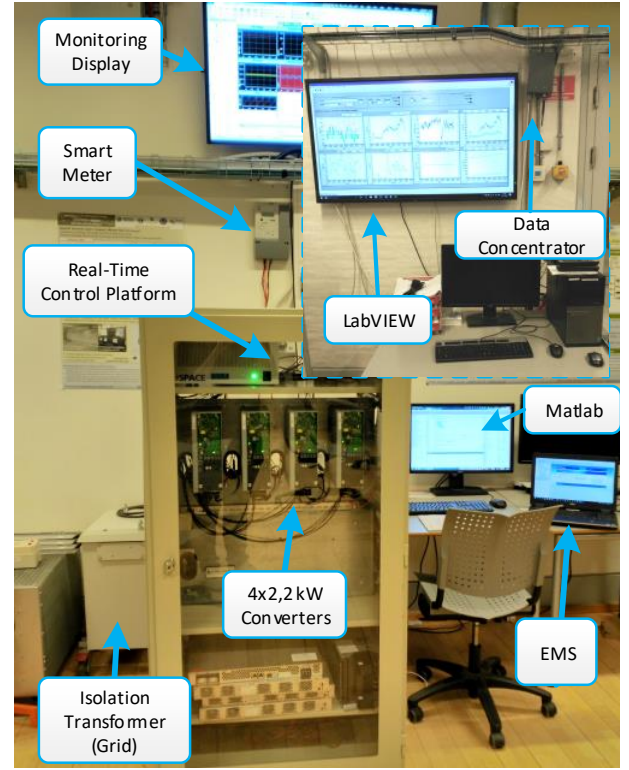 Monitoring
Display
Smart
Meter
Data
Concentrator
Real-Time
Control Platform
LabVIEW
SPACE
Matlab
4x2,2 kW
Converters
EMS
Isolation
Transformer
(Grid)